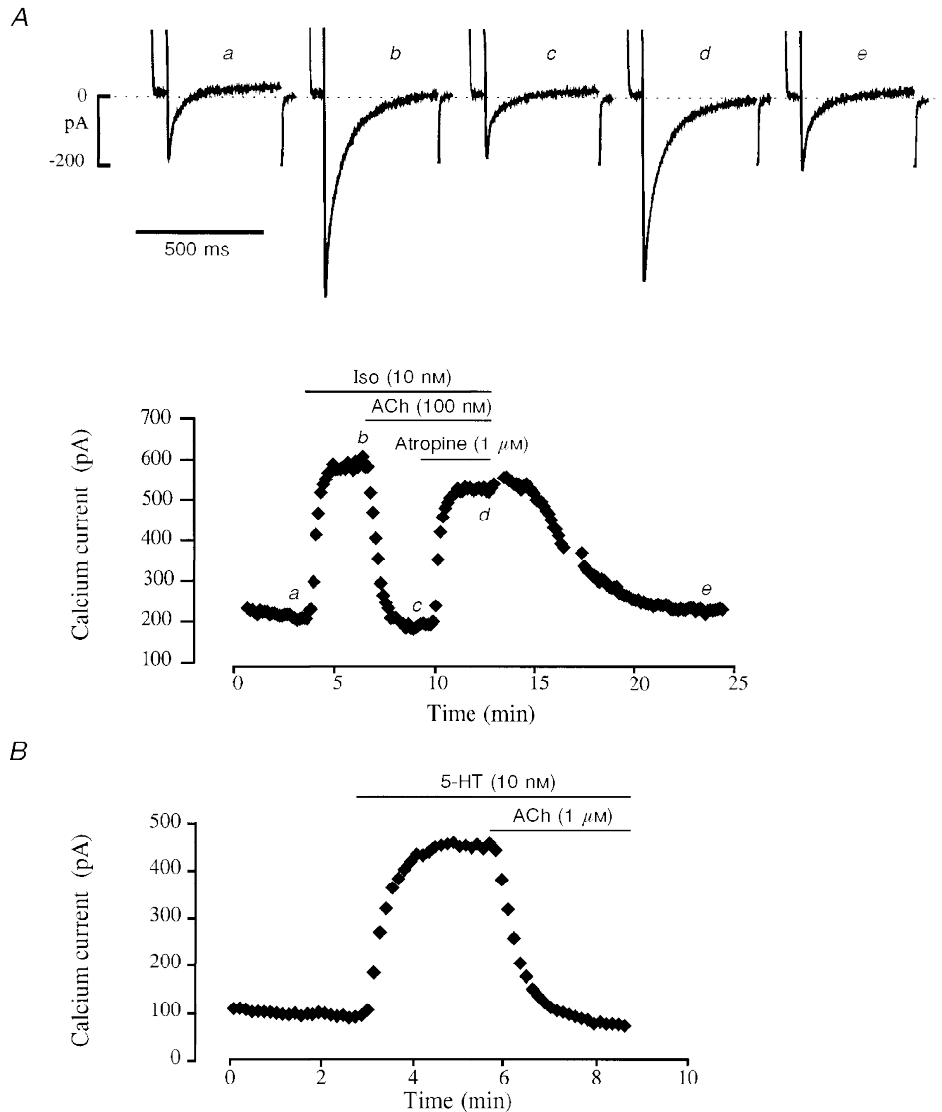 A
a b c d e
0
pA
-200
500 ms
Iso (10 nM)
ACh (100 nM)
Atropine (1 μM)
Calcium current (pA)
700
600
500
400
300
200
100
a
b
c
d
e
0 5 10 15 20 25
Time (min)
B
5-HT (10 nM)
ACh (1 μM)
Calcium current (pA)
500
400
300
200
100
0
0 2 4 6 8 10
Time (min)